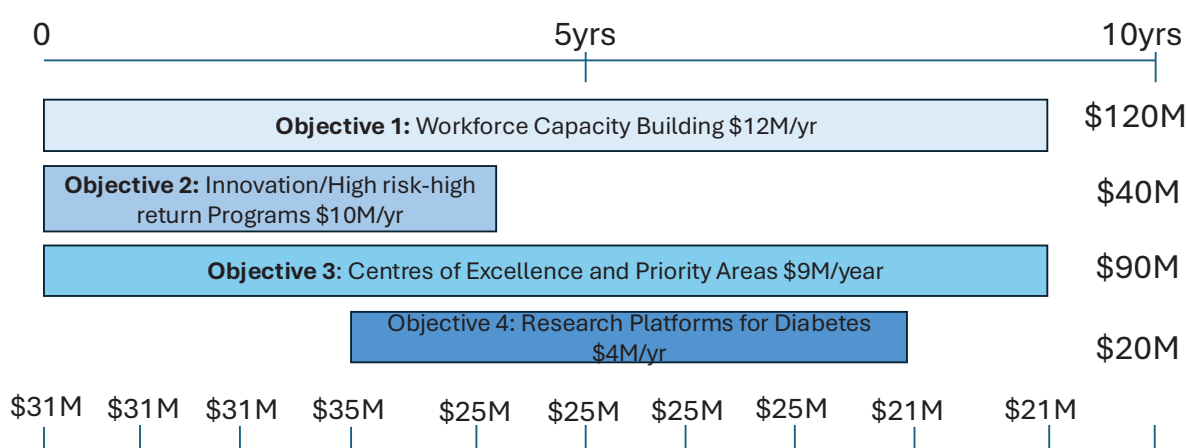 0 5yrs 10yrs
Objective 1: Workforce Capacity Building $12M/yr
$120M
Objective 2: Innovation/High risk-high
return Programs $10M/yr
$40M
Objective 3: Centres of Excellence and Priority Areas $9M/year
$90M
Objective 4: Research Platforms for Diabetes
$4M/yr
$20M
$31M $31M $31M $35M $25M $25M $25M $25M $21M $21M